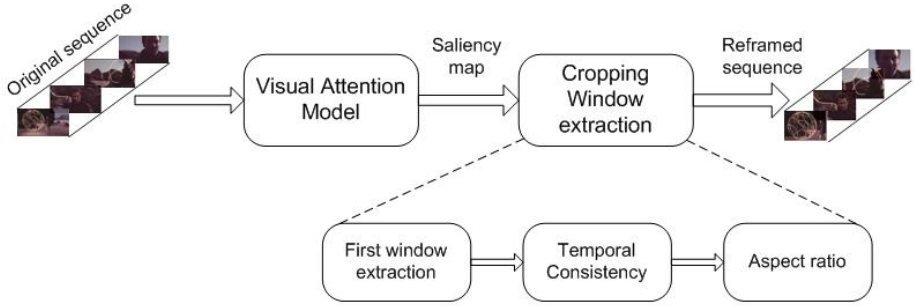 Original sequence
Visual Attention
Model
Saliency
map
Cropping
Window
extraction
Reframed
sequence
First window
extraction
Temporal
Consistency
Aspect ratio